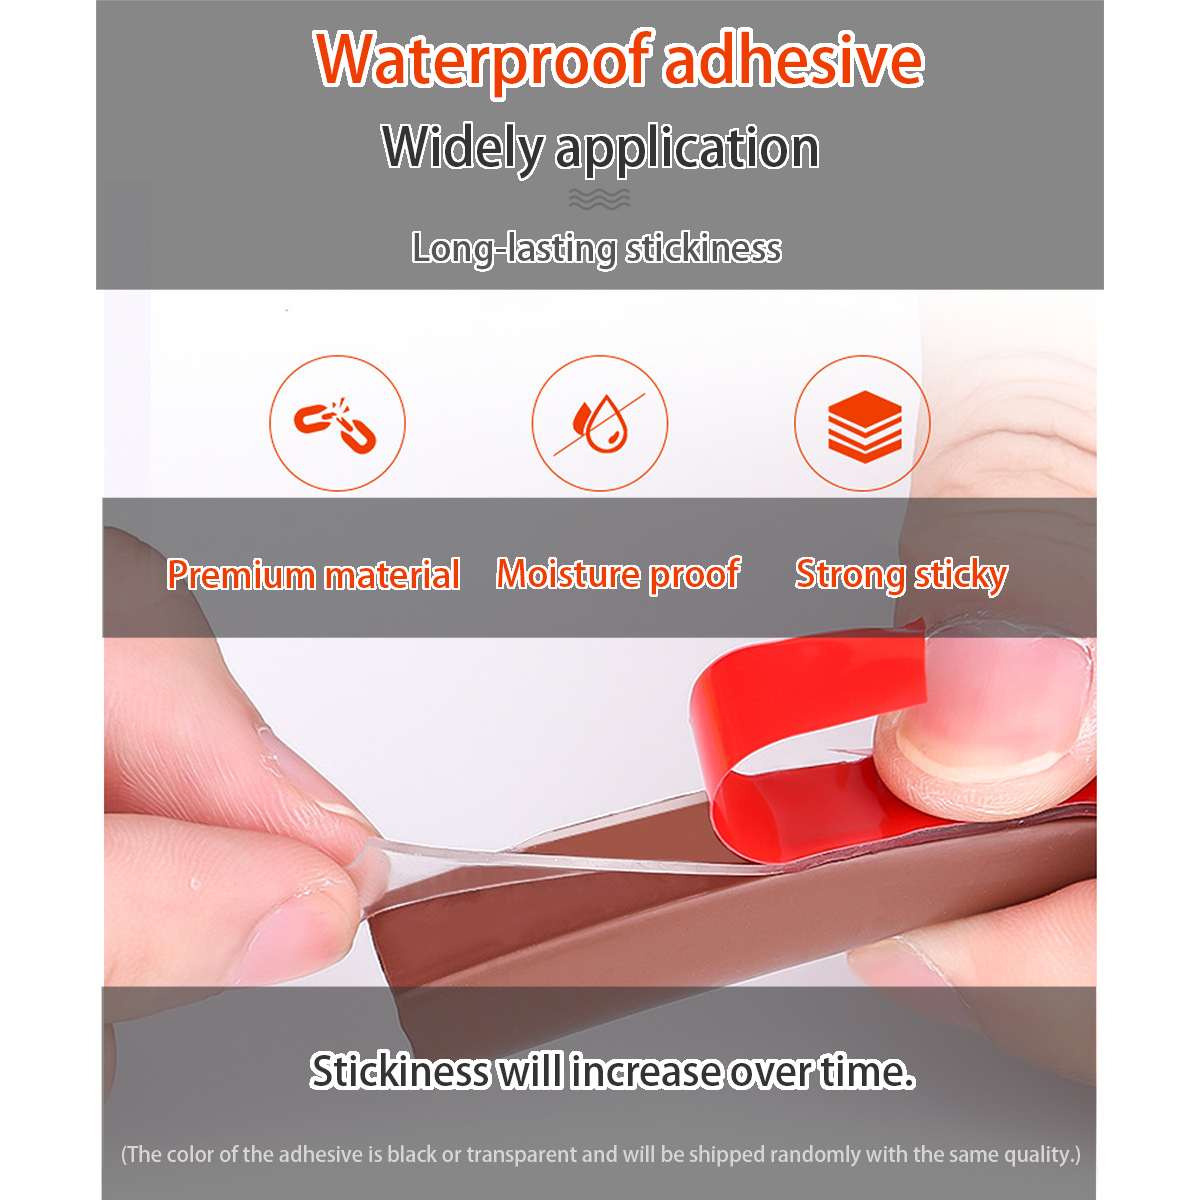 Waterproof adhesive
Widely application
Long-lasting stickiness
Premium material Moisture proof Strong sticky
Stickiness will increase over time.
(The color of the adhesive is black or transparent and will be shipped randomly with the same quality.)